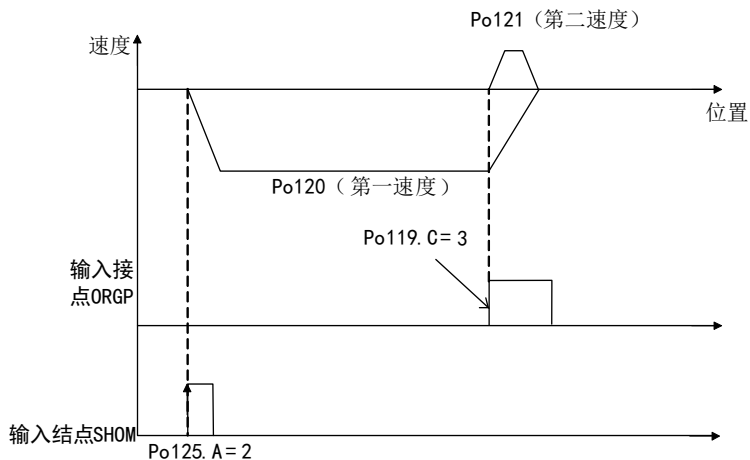 Po121（第二速度）
速度
位置
Po120（第一速度）
Po119.C=3
输入接
点ORGP
输入结点SHOM
Po125.A=2